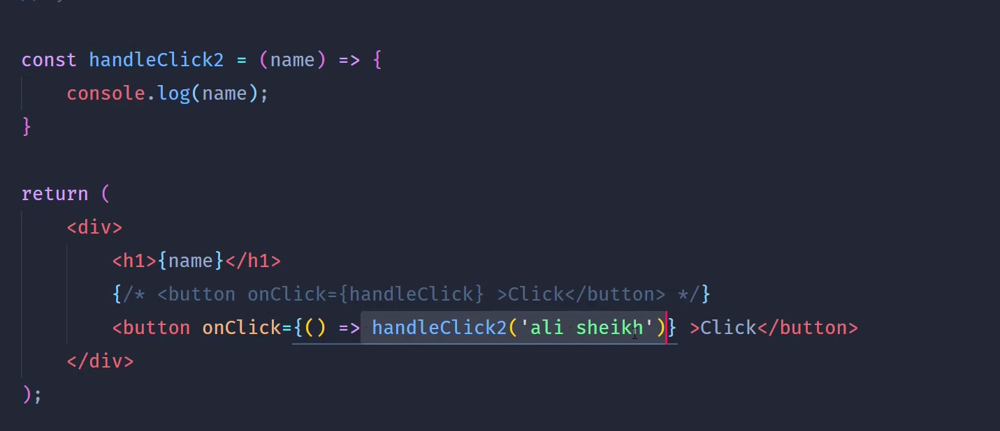 const handleClick2 = (name) => {
    console.log(name);
}
return (
    <div>
        <h1>{name}</h1>
        {/* <button onClick={handleClick} >Click</button> */}
        <button onClick={() => handleClick2('ali sheikh')} >Click</button>
    </div>
);